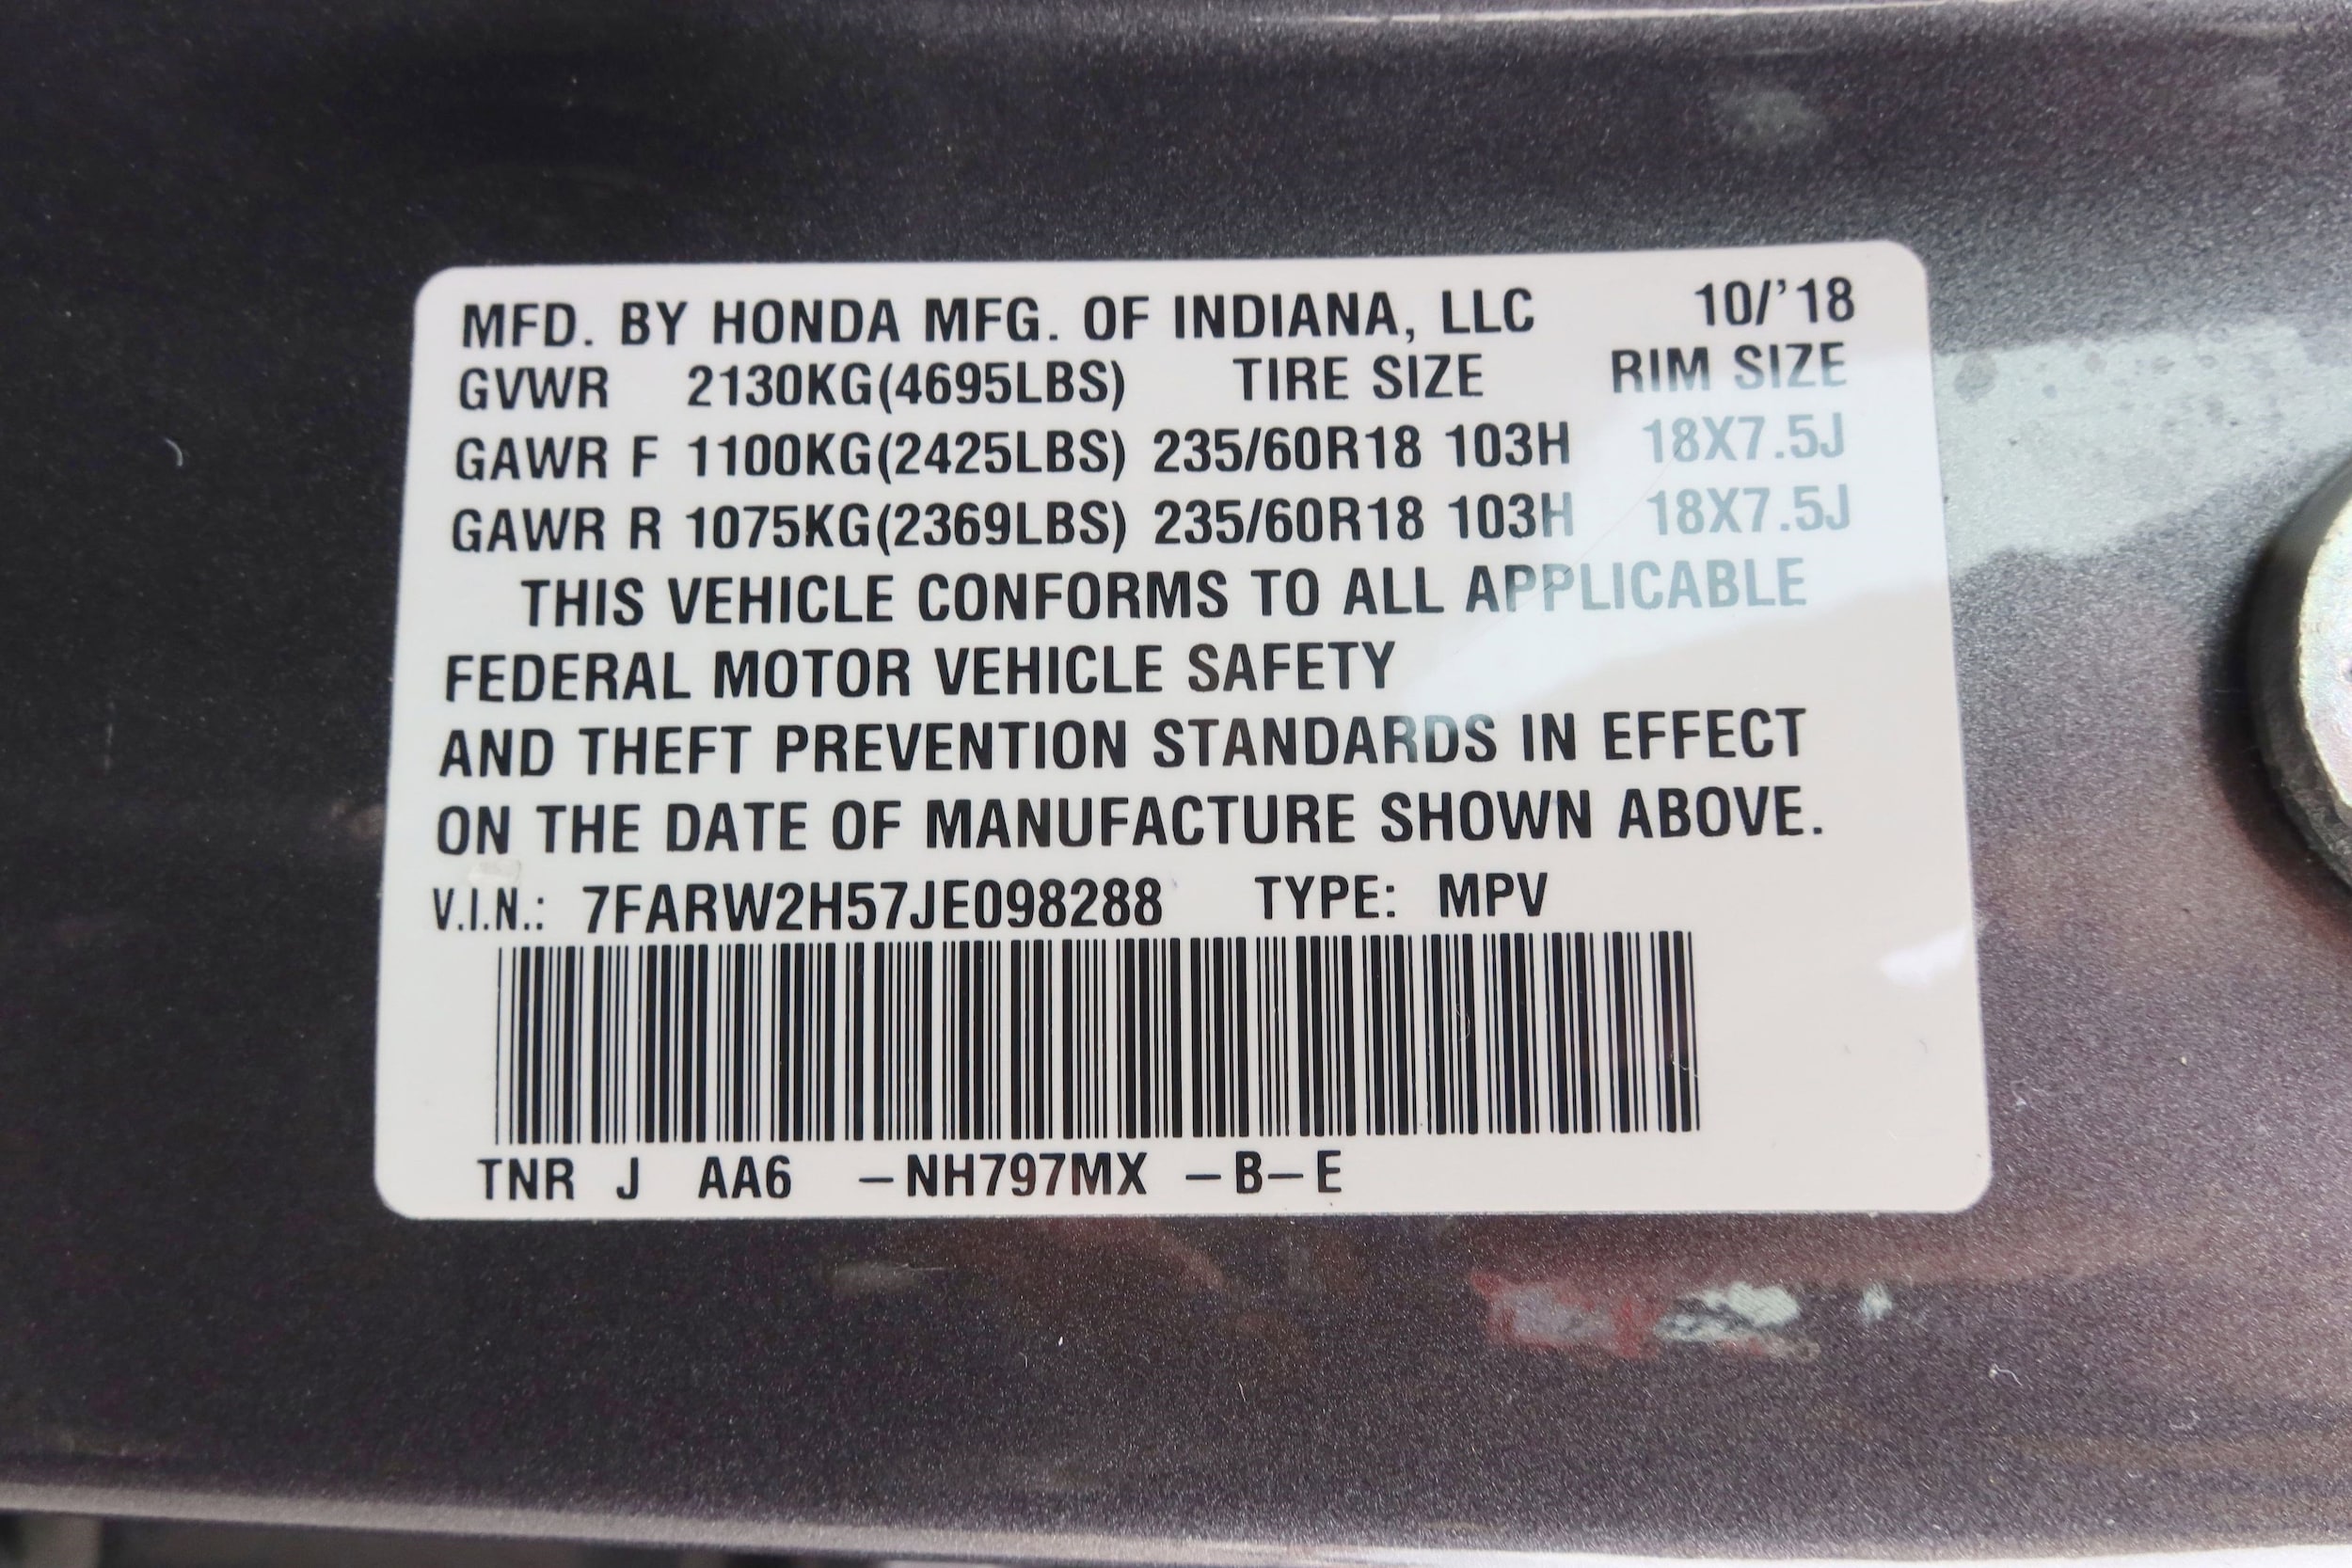 MFD. BY HONDA MFG. OF INDIANA, LLC 10/'18
GVWR 2130KG(4695LBS) TIRE SIZE RIM SIZE
GAWR F 1100KG(2425LBS) 235/60R18 103H 18X7.5J
GAWR R 1075KG(2369LBS) 235/60R18 103H 18X7.5J
THIS VEHICLE CONFORMS TO ALL APPLICABLE
FEDERAL MOTOR VEHICLE SAFETY
AND THEFT PREVENTION STANDARDS IN EFFECT
ON THE DATE OF MANUFACTURE SHOWN ABOVE.
V.I.N.: 7FARW2H57JE098288 TYPE: MPV
TNR J AA6 –NH797MX –B–E